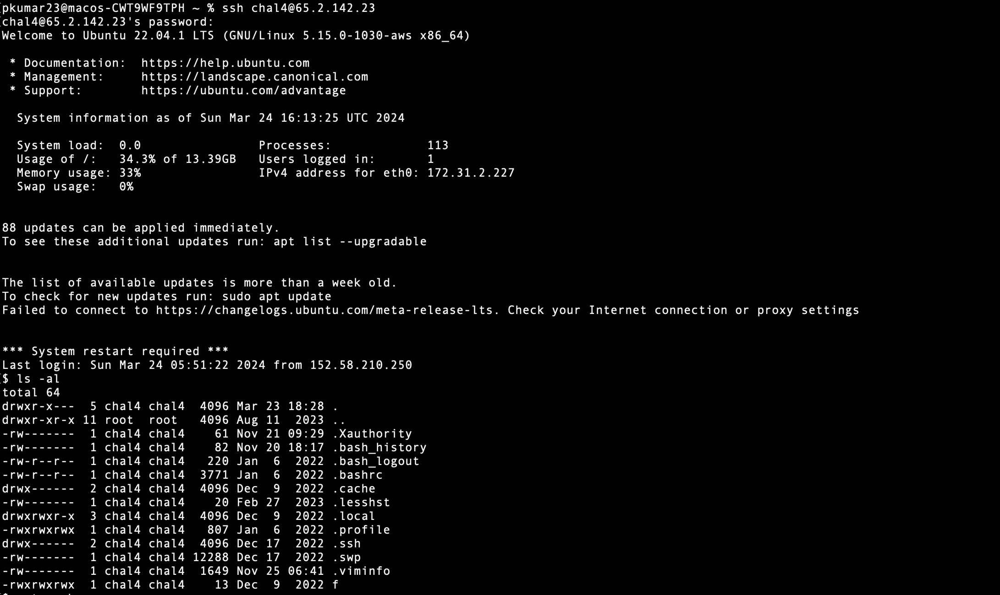 pkumar23@macos-CWT9WF9TPH ~ % ssh chal4@65.2.142.23
chal4@65.2.142.23's password:
Welcome to Ubuntu 22.04.1 LTS (GNU/Linux 5.15.0-1030-aws x86_64)
* Documentation:  https://help.ubuntu.com
* Management:     https://landscape.canonical.com
* Support:        https://ubuntu.com/advantage
System information as of Sun Mar 24 16:13:25 UTC 2024
System load:  0.0                Processes:             113
Usage of /:   34.3% of 13.39GB   Users logged in:       1
Memory usage: 33%                IPv4 address for eth0: 172.31.2.227
Swap usage:   0%
88 updates can be applied immediately.
To see these additional updates run: apt list --upgradable
The list of available updates is more than a week old.
To check for new updates run: sudo apt update
Failed to connect to https://changelogs.ubuntu.com/meta-release-lts. Check your Internet connection or proxy settings
*** System restart required ***
Last login: Sun Mar 24 05:51:22 2024 from 152.58.210.250
$ ls -al
total 64
drwxr-x---  5 chal4 chal4  4096 Mar 23 18:28 .
drwxr-xr-x 11 root  root   4096 Aug 11  2023 ..
-rw-------  1 chal4 chal4    61 Nov 21 09:29 .Xauthority
-rw-------  1 chal4 chal4    82 Nov 20 18:17 .bash_history
-rw-r--r--  1 chal4 chal4   220 Jan  6  2022 .bash_logout
-rw-r--r--  1 chal4 chal4  3771 Jan  6  2022 .bashrc
drwx------  2 chal4 chal4  4096 Dec  9  2022 .cache
-rw-------  1 chal4 chal4    20 Feb 27  2023 .lesshst
drwxrwxr-x  3 chal4 chal4  4096 Dec  9  2022 .local
-rwxrwxrwx  1 chal4 chal4   807 Jan  6  2022 .profile
drwx------  2 chal4 chal4  4096 Dec 17  2022 .ssh
-rw-------  1 chal4 chal4 12288 Dec 17  2022 .swp
-rw-------  1 chal4 chal4  1649 Nov 25 06:41 .viminfo
-rwxrwxrwx  1 chal4 chal4    13 Dec  9  2022 f